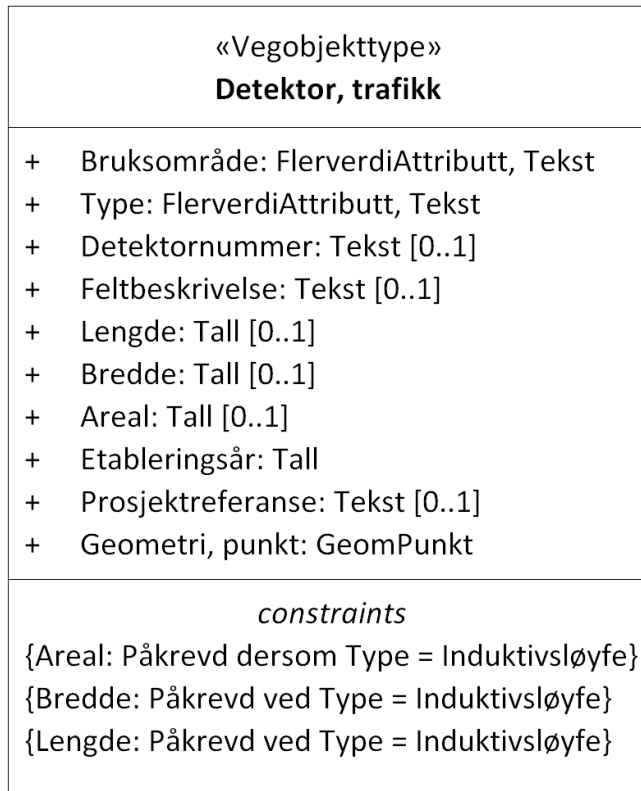 «Vegobjekttype»
Detektor, trafikk
+ Bruksområde: FlerverdiAttributt, Tekst
+ Type: FlerverdiAttributt, Tekst
+ Detektornummer: Tekst [0..1]
+ Feltbeskrivelse: Tekst [0..1]
+ Lengde: Tall [0..1]
+ Bredde: Tall [0..1]
+ Areal: Tall [0..1]
+ Etableringsår: Tall
+ Prosjektreferanse: Tekst [0..1]
+ Geometri, punkt: GeomPunkt
constraints
{Areal: Påkrevd dersom Type = Induktivsløyfe}
{Bredde: Påkrevd ved Type = Induktivsløyfe}
{Lengde: Påkrevd ved Type = Induktivsløyfe}